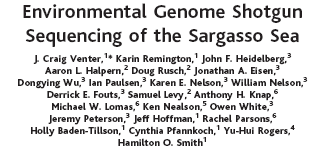 Environmental Genome Shotgun
Sequencing of the Sargasso Sea
J. Craig Venter,¹* Karin Remington,¹ John F. Heidelberg,³
Aaron L. Halpern,² Doug Rusch,² Jonathan A. Eisen,³
Dongying Wu,³ Ian Paulsen,³ Karen E. Nelson,³ William Nelson,³
Derrick E. Fouts,³ Samuel Levy,² Anthony H. Knap,⁶
Michael W. Lomas,⁶ Ken Nealson,⁵ Owen White,³
Jeremy Peterson,³ Jeff Hoffman,¹ Rachel Parsons,⁶
Holly Baden-Tillson,¹ Cynthia Pfannkoch,¹ Yu-Hui Rogers,⁴
Hamilton O. Smith¹